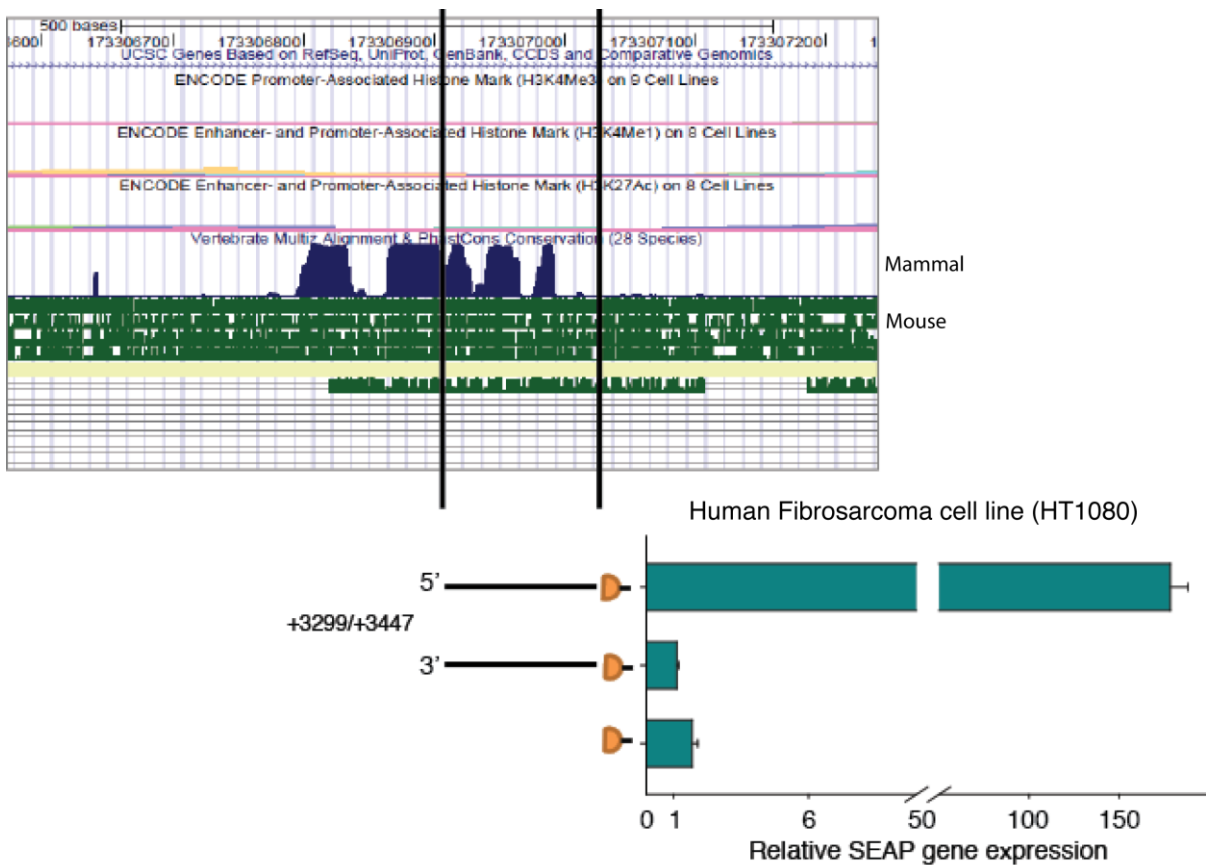 500 bases
6600| 173306700| 173306800| 173306900| 173307000| 173307100| 173307200| 1
UCSC Genes Based on RefSeq, UniProt, GenBank, CCDS and Comparative Genomics
ENCODE Promoter-Associated Histone Mark (H3K4Me3) on 9 Cell Lines
ENCODE Enhancer- and Promoter-Associated Histone Mark (H3K4Me1) on 8 Cell Lines
ENCODE Enhancer- and Promoter-Associated Histone Mark (H3K27Ac) on 8 Cell Lines
Vertebrate Multiz Alignment & PhastCons Conservation (28 Species)
Mammal
Mouse
Human Fibrosarcoma cell line (HT1080)
5’
+3299/+3447
3’
0 1 6 50 100 150
Relative SEAP gene expression